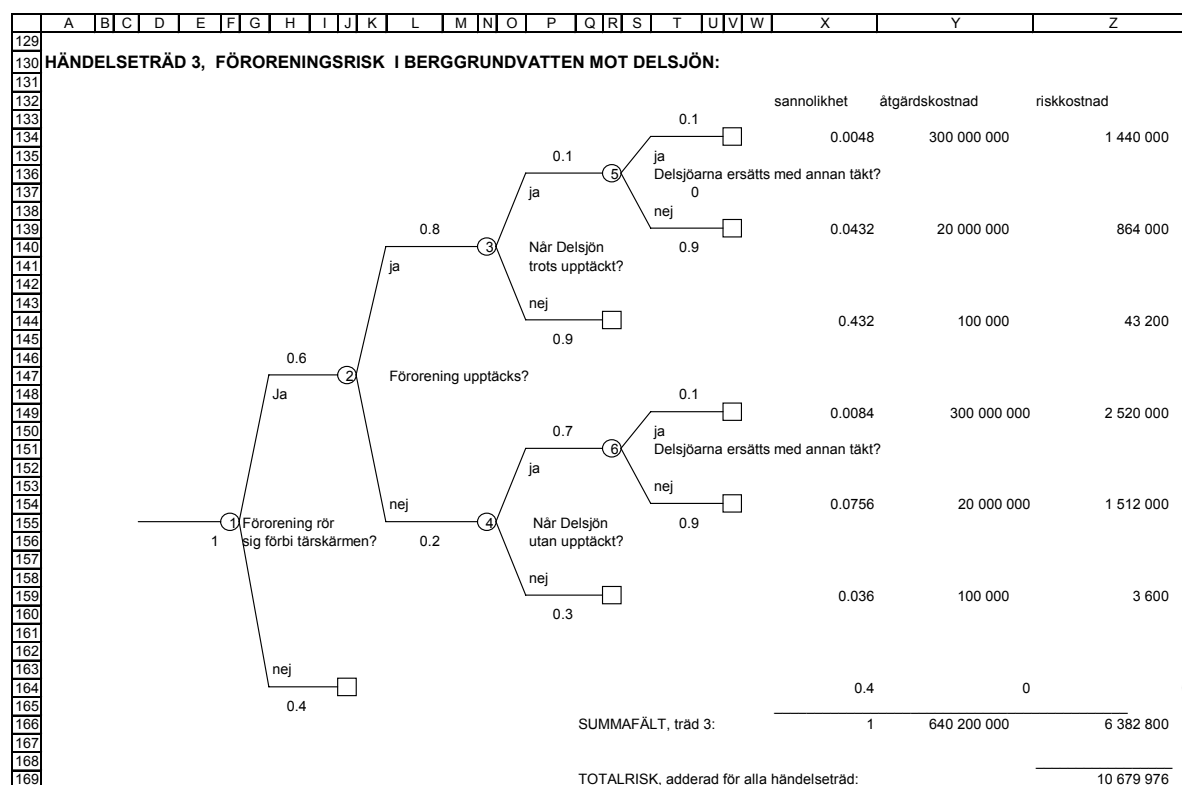 A B C D E F G H I J K L M N O P Q R S T U V W X Y Z
129
130 HÄNDELSETRÄD 3, FÖRORENINGSRISK I BERGGRUNDVATTEN MOT DELSJÖN:
131
132 sannolikhet åtgärdskostnad riskkostnad
133 0.1
134 0.0048 300 000 000 1 440 000
135 0.1 ja
136 5 Delsjöarna ersätts med annan täkt?
137 ja 0
138 nej
139 0.8 0.0432 20 000 000 864 000
140 3 Når Delsjön 0.9
141 ja trots upptäckt?
142
143 nej
144 0.432 100 000 43 200
145 0.9
146 0.6
147 2 Förorening upptäcks?
148 Ja 0.1
149 0.0084 300 000 000 2 520 000
150 0.7 ja
151 6 Delsjöarna ersätts med annan täkt?
152 ja
153 nej
154 nej 0.0756 20 000 000 1 512 000
155 1 Förorening rör 4 Når Delsjön 0.9
156 1 sig förbi tärskärmen? 0.2 utan upptäckt?
157
158 nej
159 0.036 100 000 3 600
160 0.3
161
162
163 nej
164 0.4 0
165 0.4
166 SUMMAFÄLT, träd 3: 1 640 200 000 6 382 800
167
168
169 TOTALRISK, adderad för alla händelseträd: 10 679 976